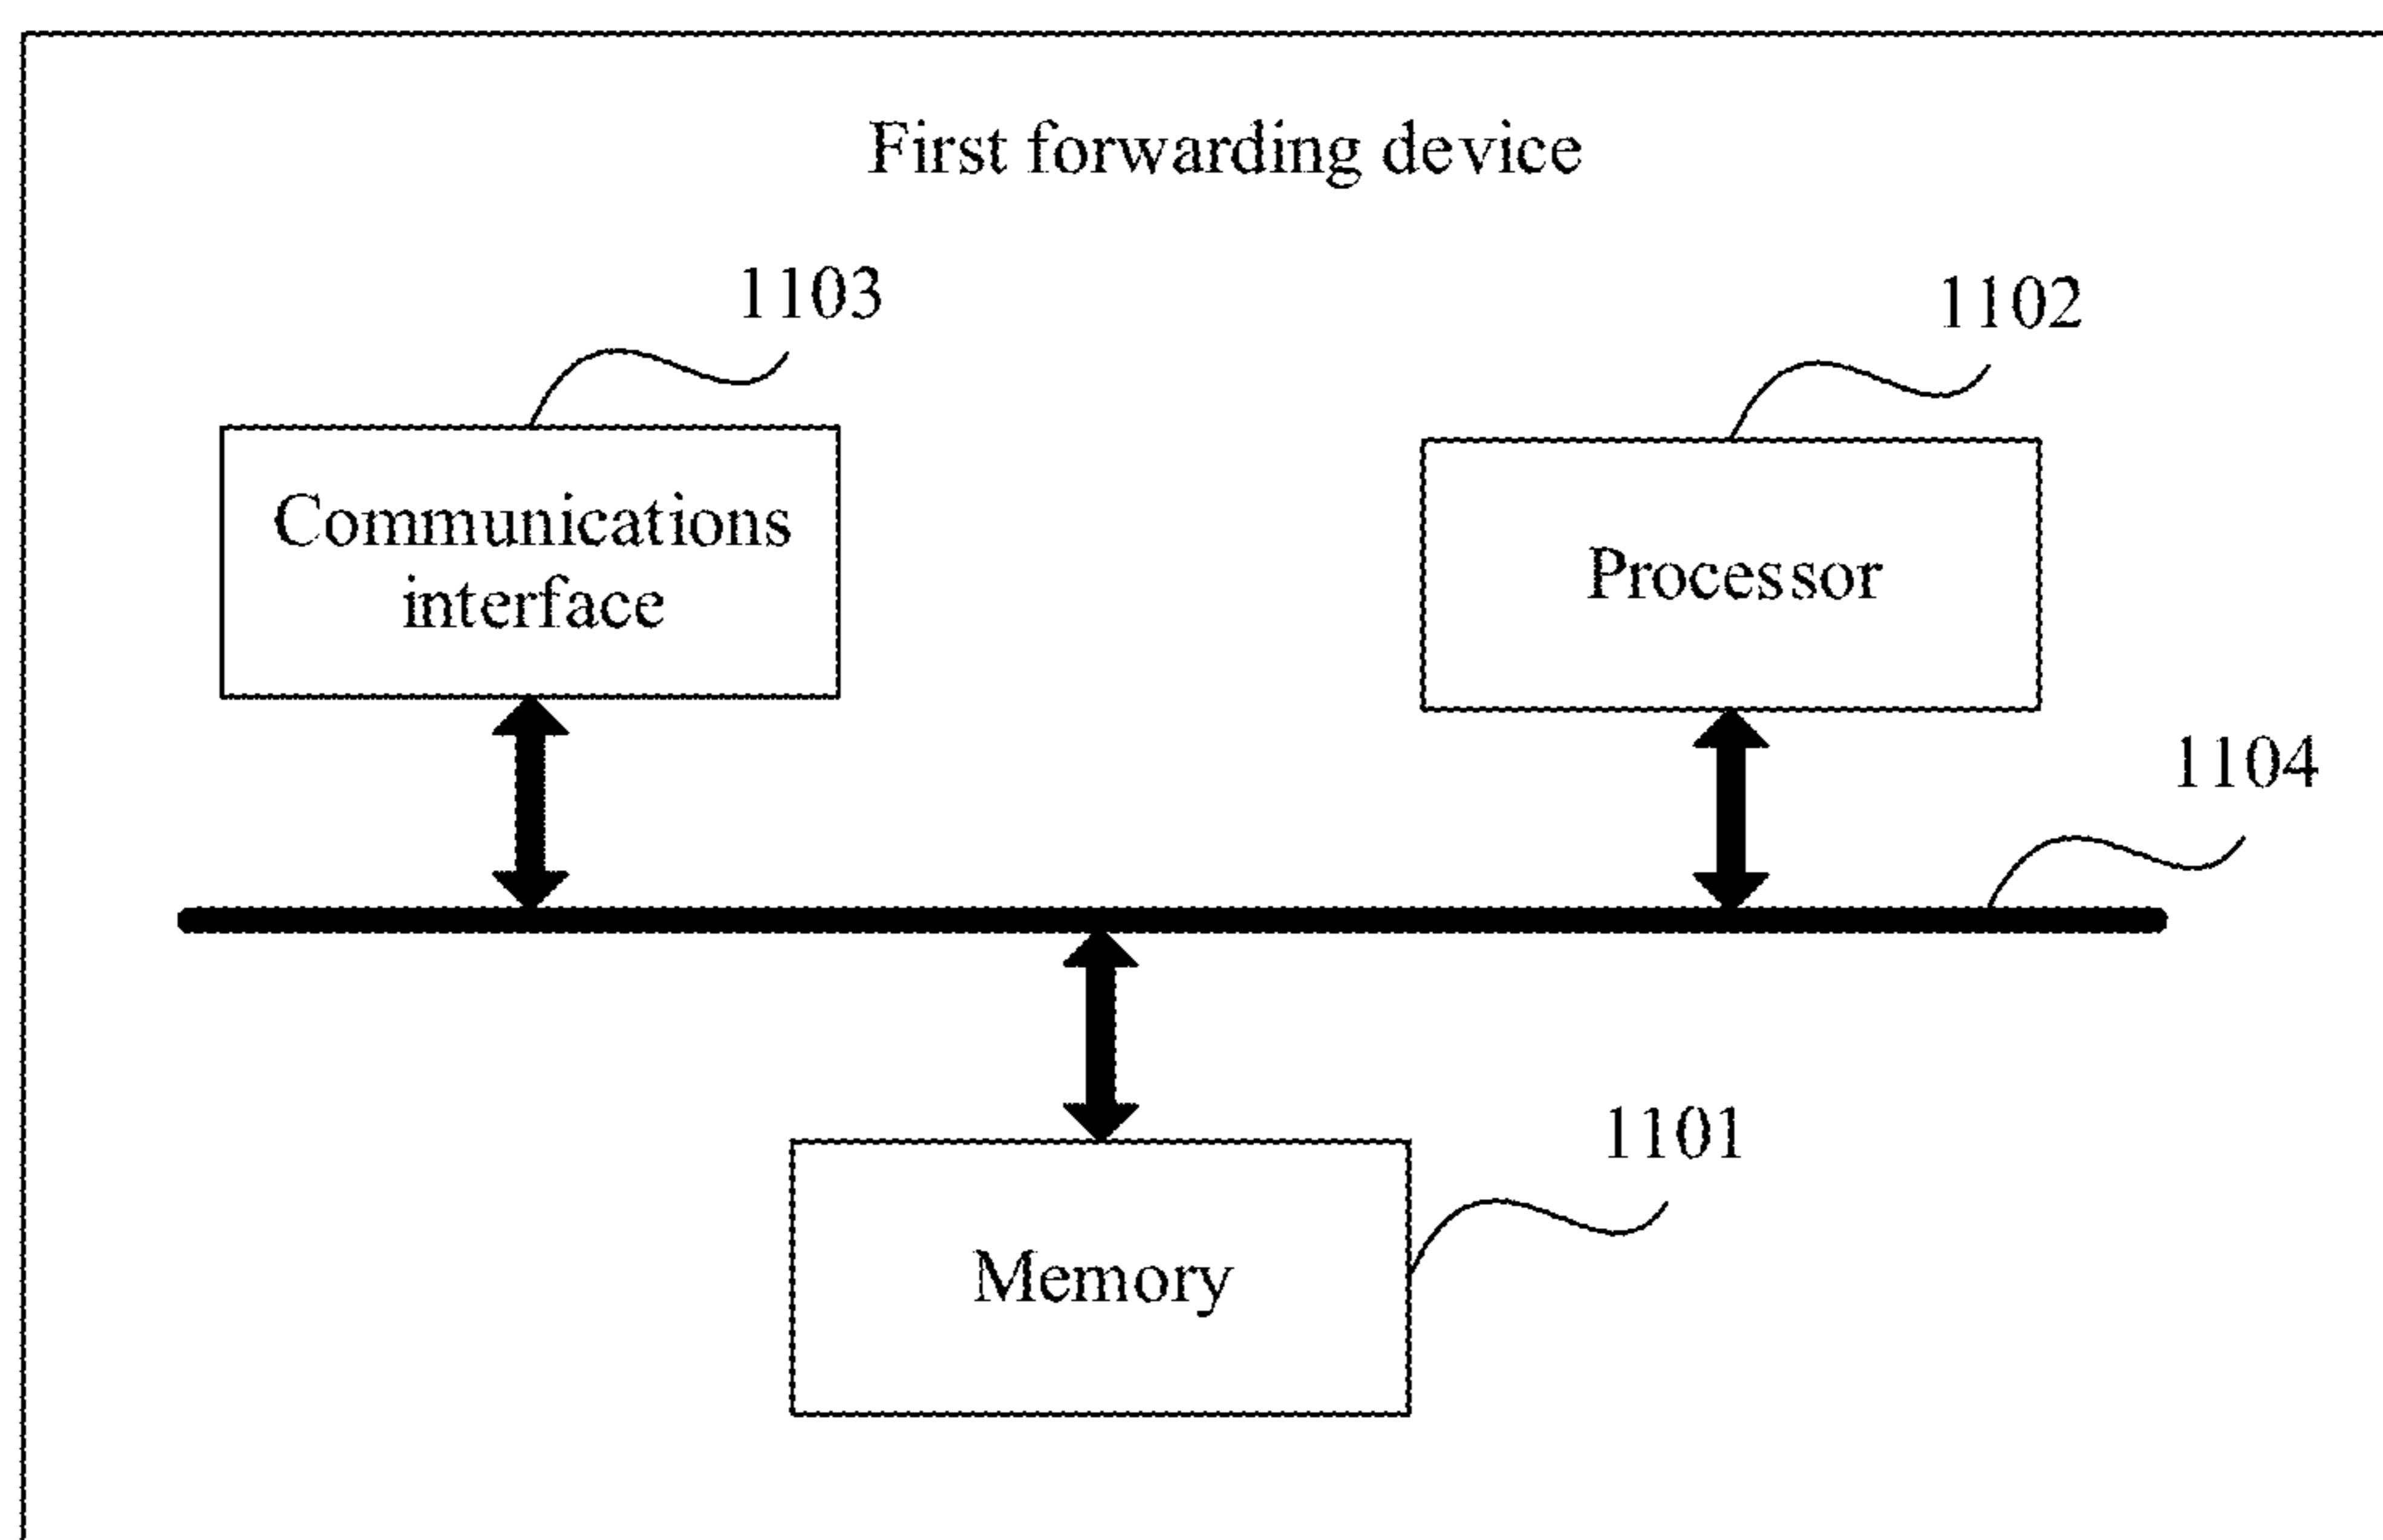 First forwarding device
1103
1102
Communications
interface
Processor
1104
1101
Memory